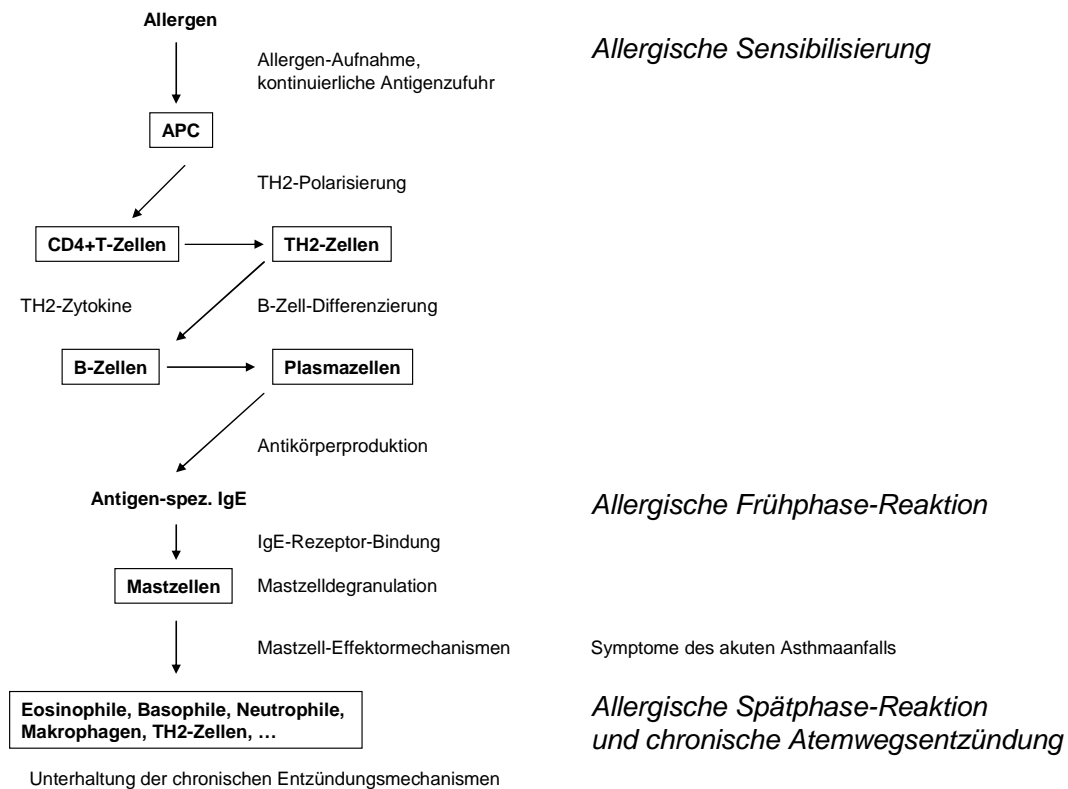 Allergen
Allergische Sensibilisierung
Allergen-Aufnahme,
kontinuierliche Antigenzufuhr
APC
TH2-Polarisierung
CD4+T-Zellen
TH2-Zellen
TH2-Zytokine
B-Zell-Differenzierung
B-Zellen
Plasmazellen
Antikörperproduktion
Antigen-spez. IgE
Allergische Frühphase-Reaktion
IgE-Rezeptor-Bindung
Mastzellen
Mastzelldegranulation
Mastzell-Effektormechanismen
Symptome des akuten Asthmaanfalls
Eosinophile, Basophile, Neutrophile,
Makrophagen, TH2-Zellen, …
Allergische Spätphase-Reaktion
und chronische Atemwegsentzündung
Unterhaltung der chronischen Entzündungsmechanismen